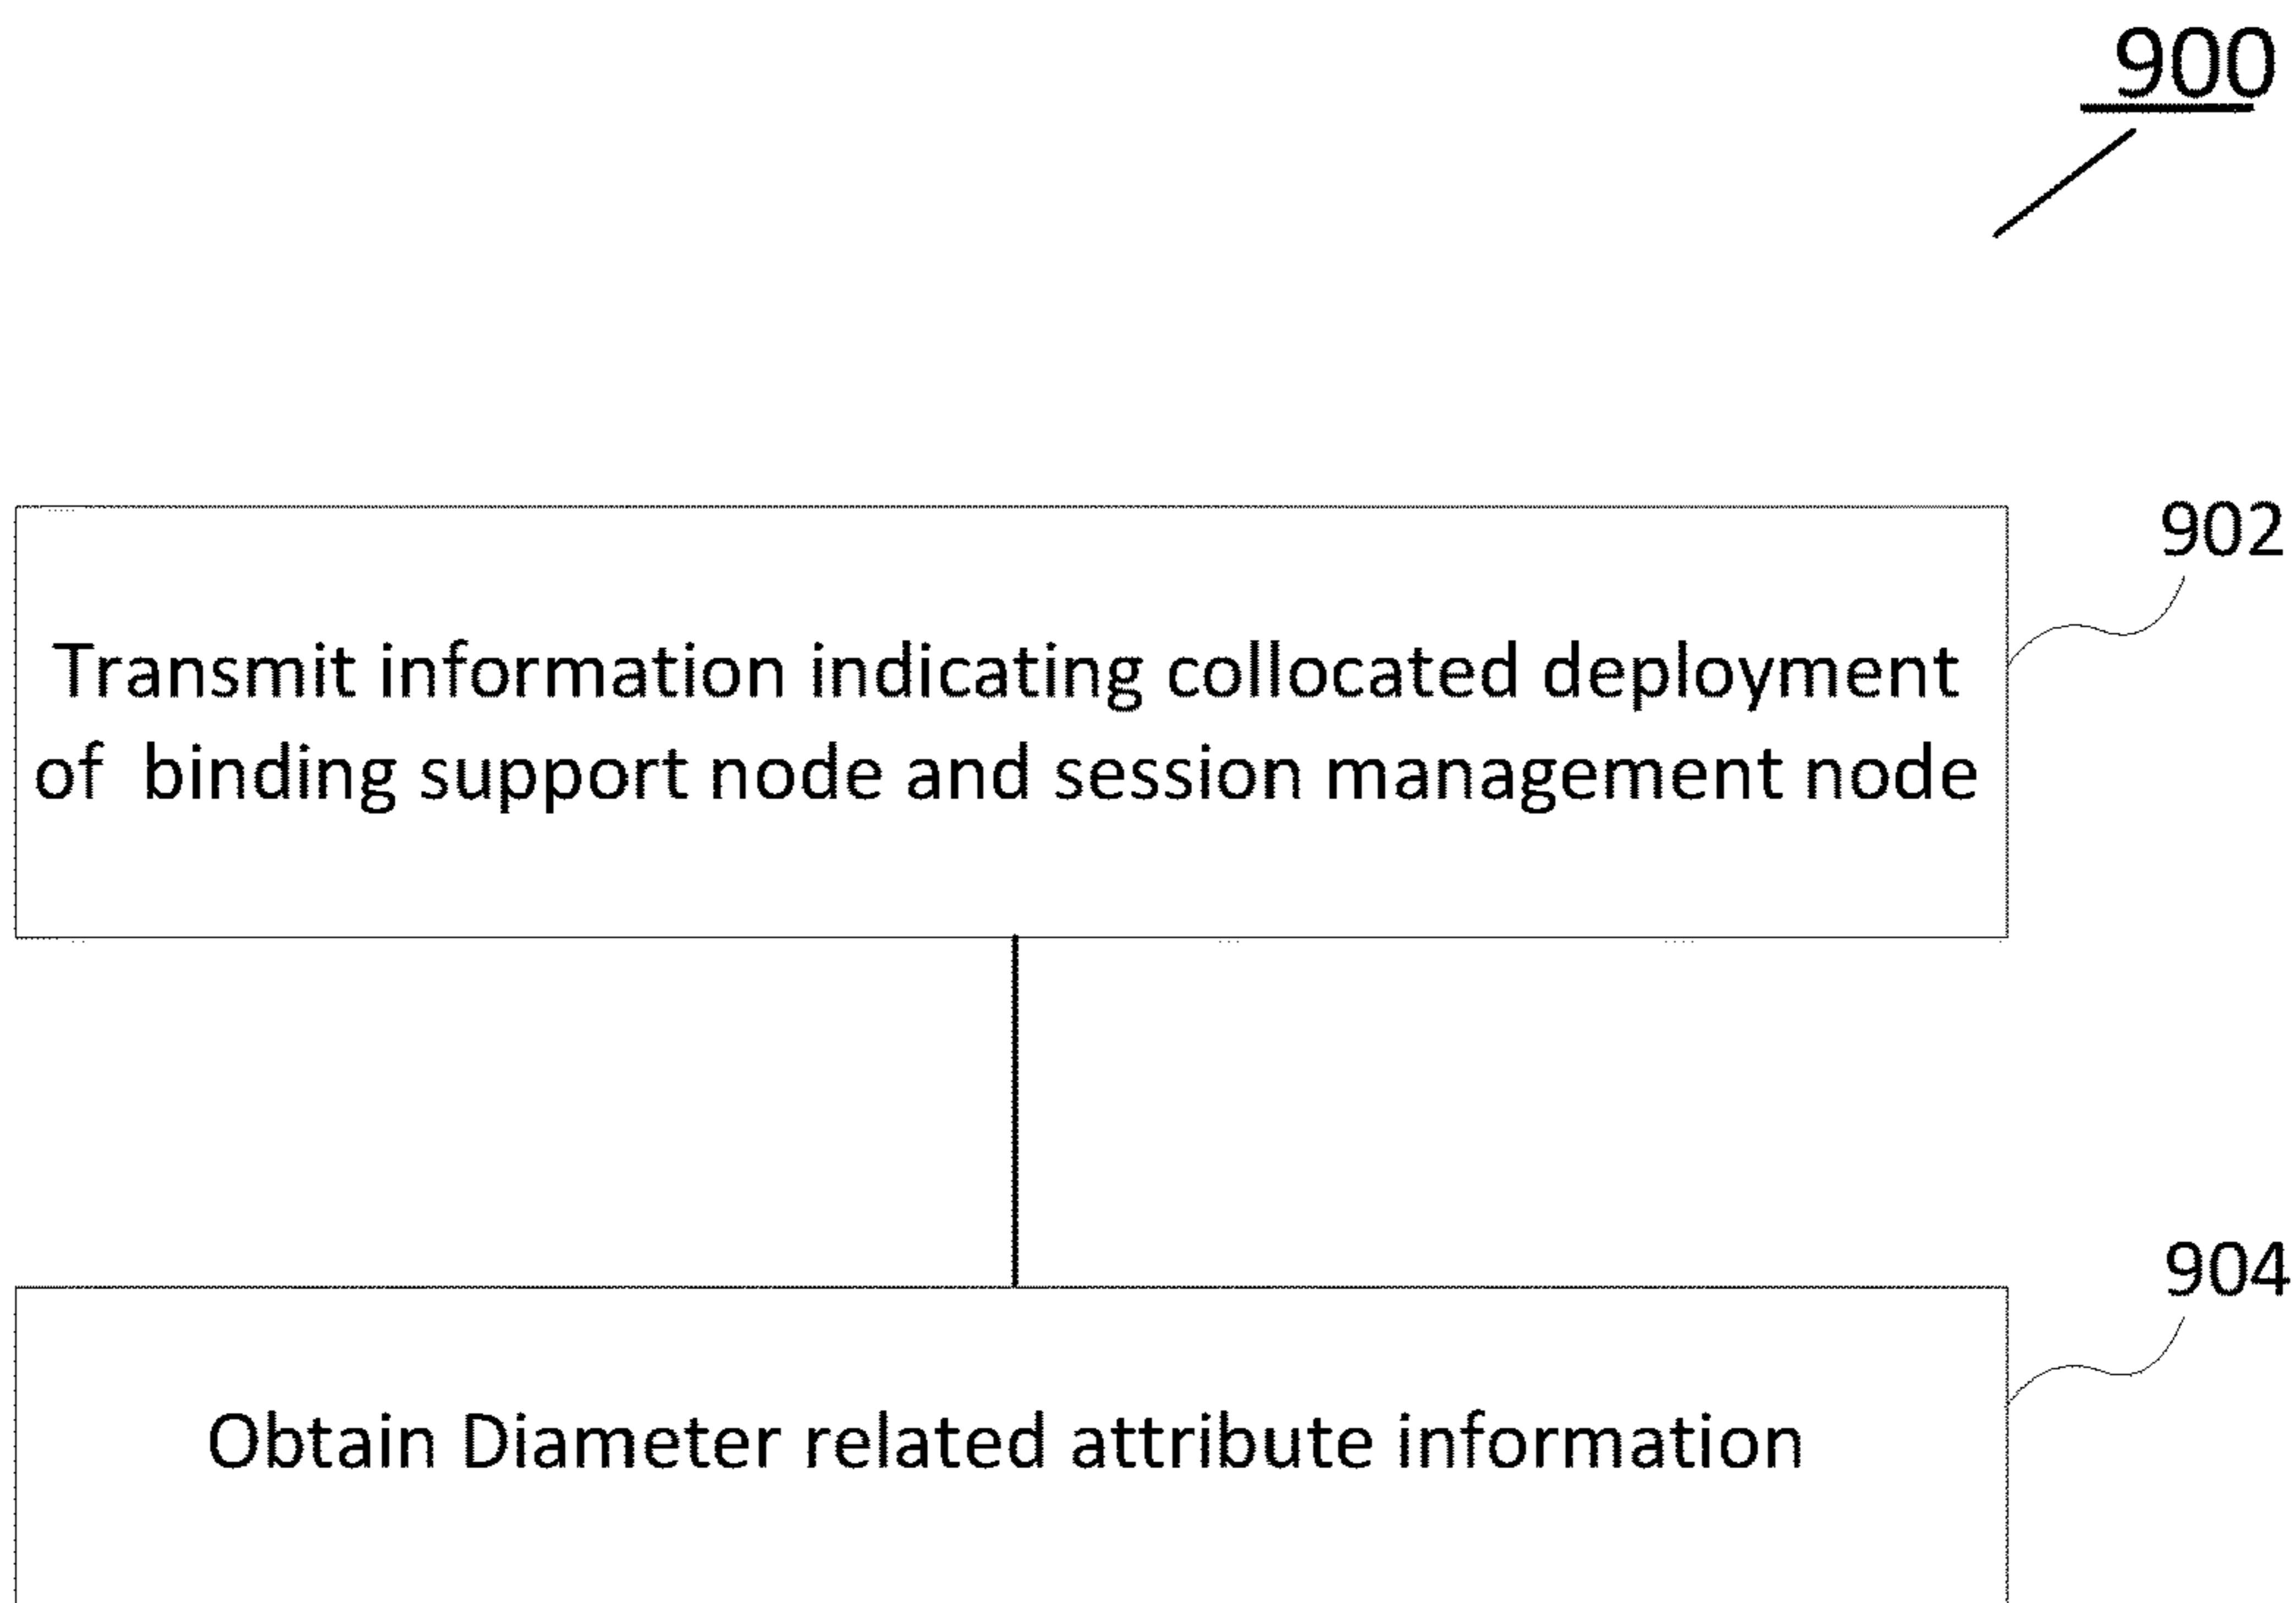 900
902
Transmit information indicating collocated deployment
of binding support node and session management node
904
Obtain Diameter related attribute information